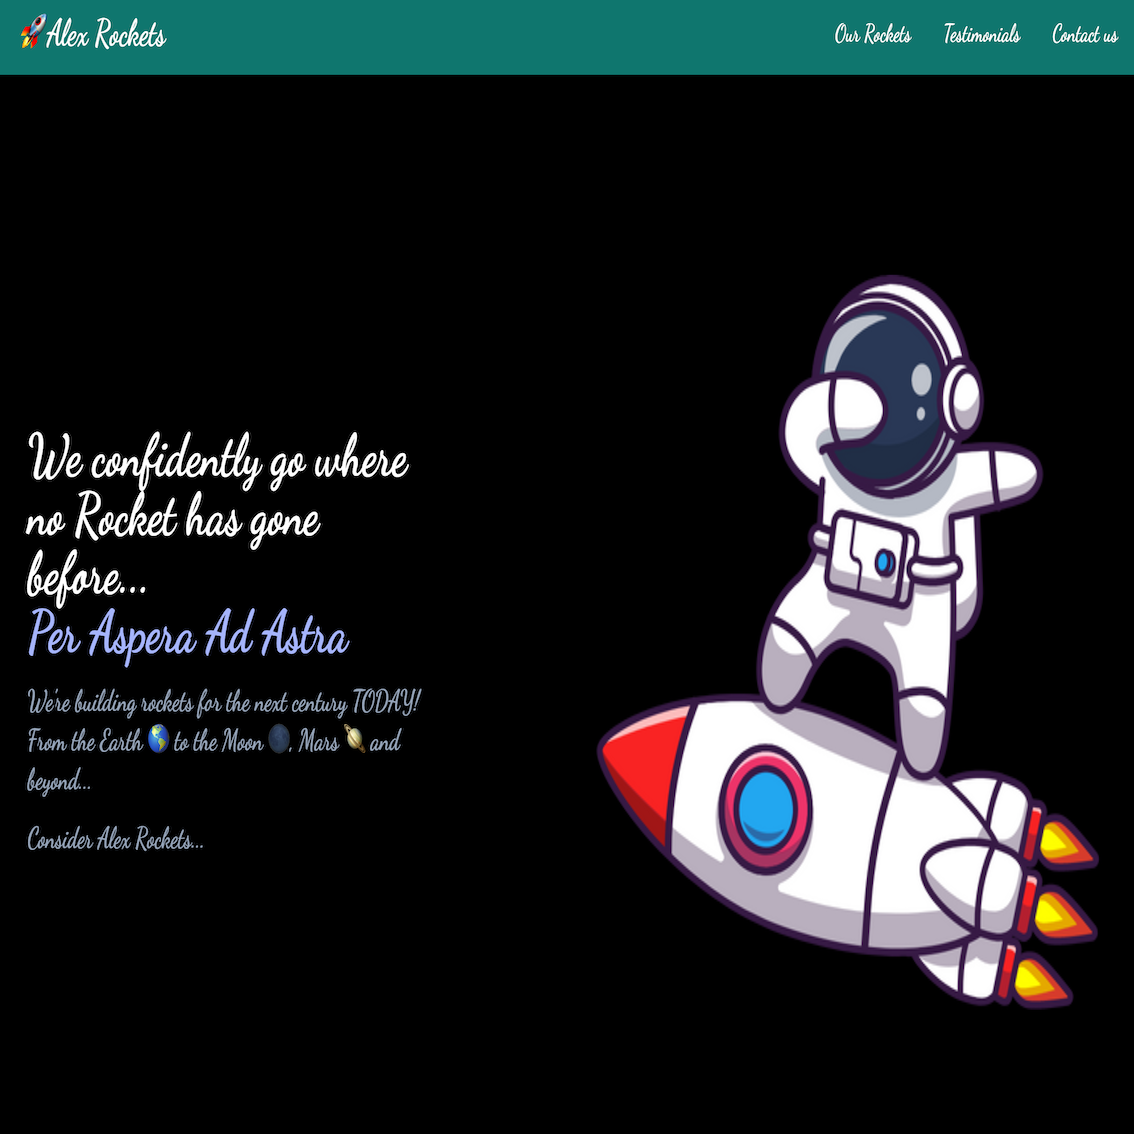 🚀Alex Rockets
Our Rockets
Testimonials
Contact us
We confidently go where
no Rocket has gone
before...
Per Aspera Ad Astra
We're building rockets for the next century TODAY!
From the Earth 🌎 to the Moon 🌑, Mars 🪐 and
beyond...
Consider Alex Rockets...